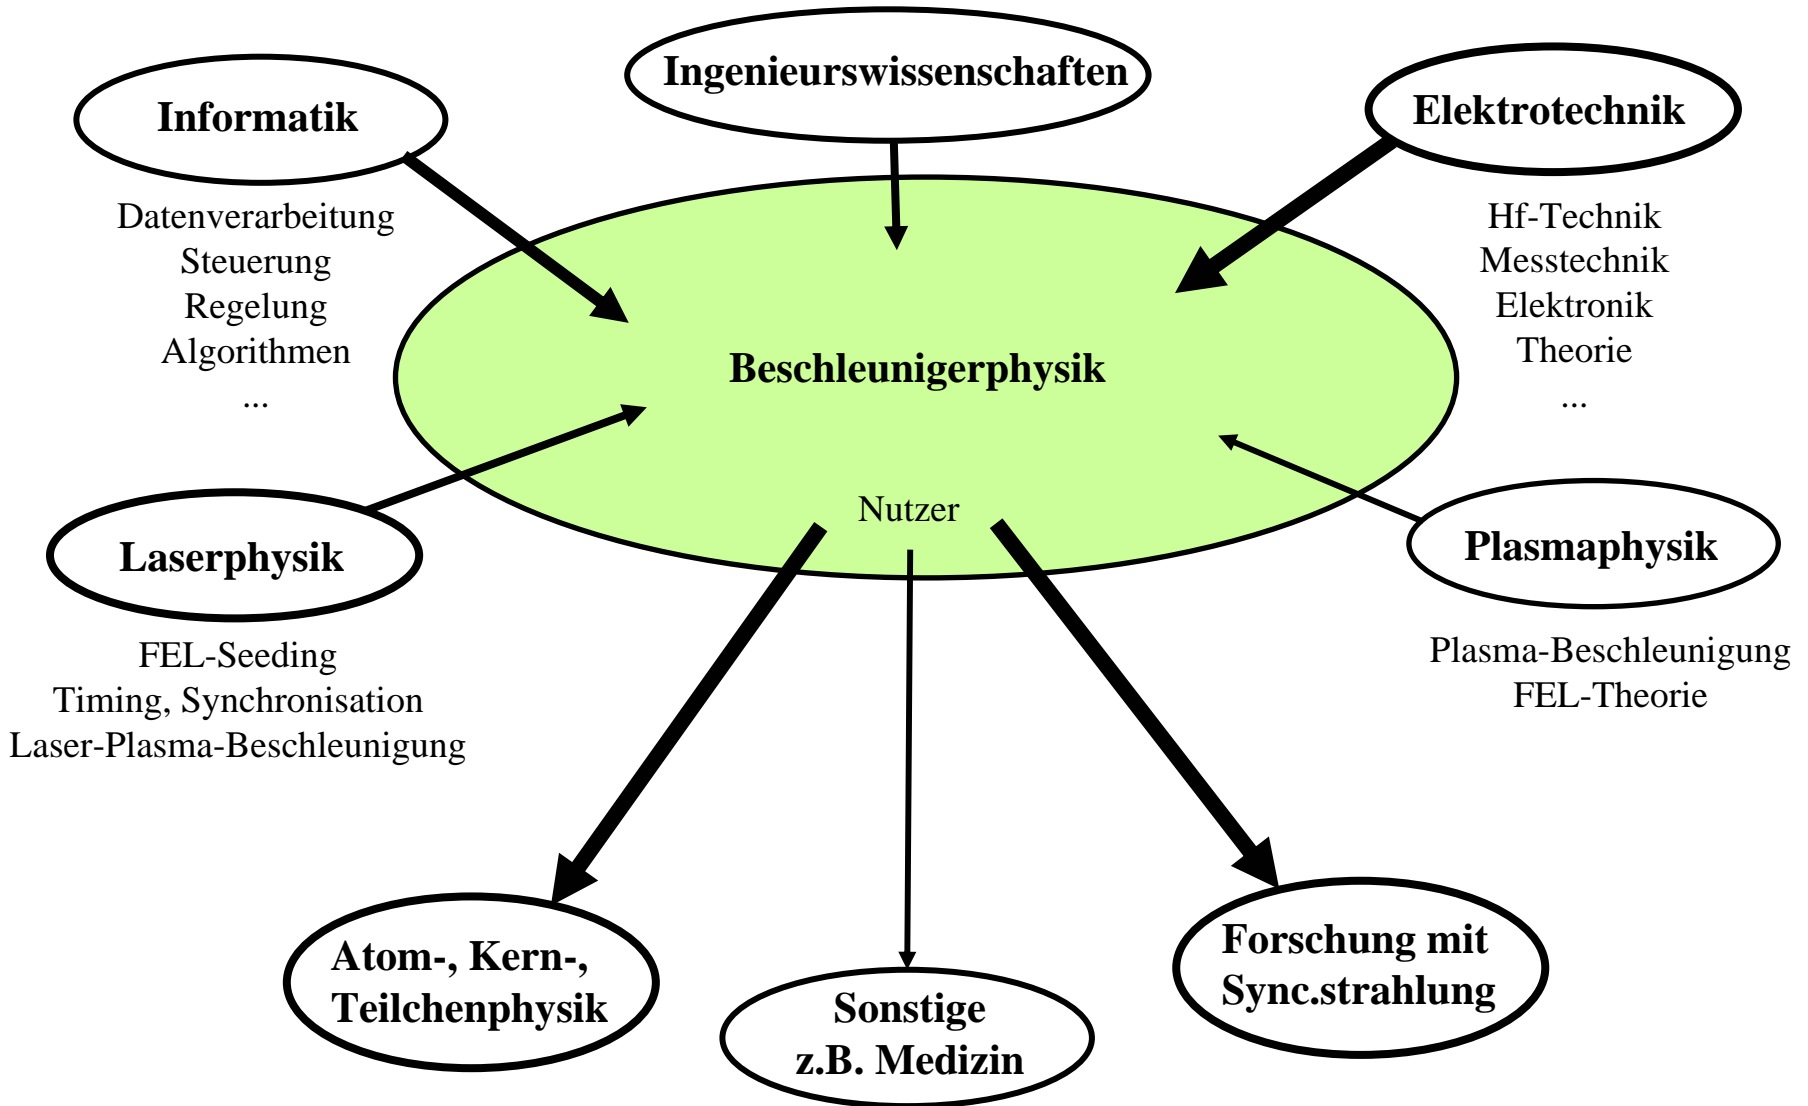 Ingenieurswissenschaften
Informatik
Elektrotechnik
Datenverarbeitung
Steuerung
Regelung
Algorithmen
...
Hf-Technik
Messtechnik
Elektronik
Theorie
...
Beschleunigerphysik
Nutzer
Laserphysik
FEL-Seeding
Timing, Synchronisation
Laser-Plasma-Beschleunigung
Plasmaphysik
Plasma-Beschleunigung
FEL-Theorie
Atom-, Kern-,
Teilchenphysik
Sonstige
z.B. Medizin
Forschung mit
Sync.strahlung